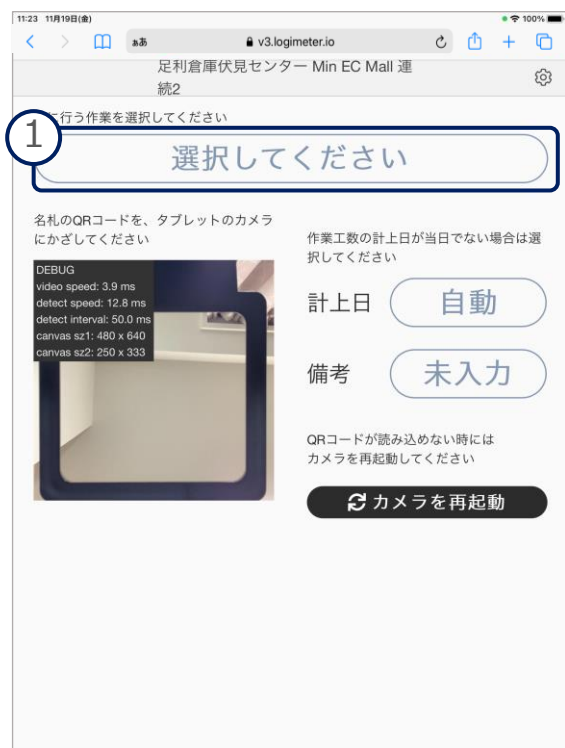 11:23 11月19日(金)
100%
ぁあ
v3.logimeter.io
足利倉庫伏見センター Min EC Mall 連
続2
に行う作業を選択してください
1
選択してください
名札のQRコードを、タブレットのカメラ
にかざしてください
DEBUG
video speed: 3.9 ms
detect speed: 12.8 ms
detect interval: 50.0 ms
canvas sz1: 480 x 640
canvas sz2: 250 x 333
作業工数の計上日が当日でない場合は選
択してください
計上日
自動
備考
未入力
QRコードが読み込めない時には
カメラを再起動してください
カメラを再起動